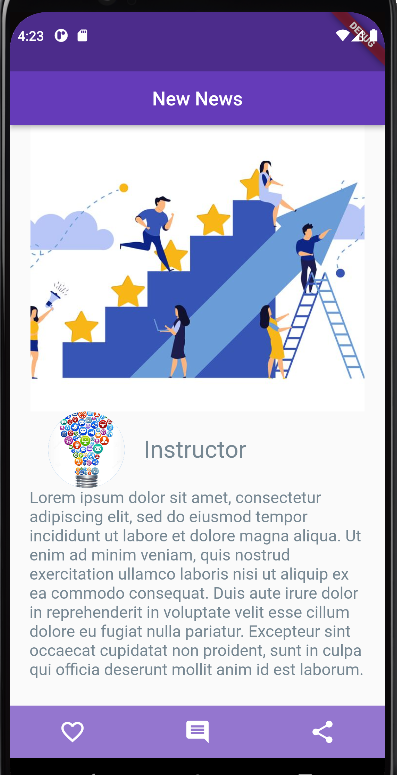 4:23
DEBUG
New News
Instructor
Lorem ipsum dolor sit amet, consectetur
adipiscing elit, sed do eiusmod tempor
incididunt ut labore et dolore magna aliqua. Ut
enim ad minim veniam, quis nostrud
exercitation ullamco laboris nisi ut aliquip ex
ea commodo consequat. Duis aute irure dolor
in reprehenderit in voluptate velit esse cillum
dolore eu fugiat nulla pariatur. Excepteur sint
occaecat cupidatat non proident, sunt in culpa
qui officia deserunt mollit anim id est laborum.